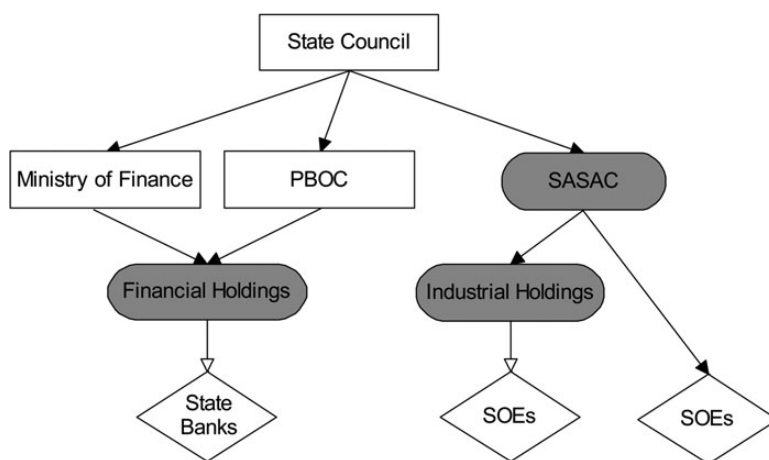 State Council
Ministry of Finance
PBOC
SASAC
Financial Holdings
Industrial Holdings
State
Banks
SOEs
SOEs